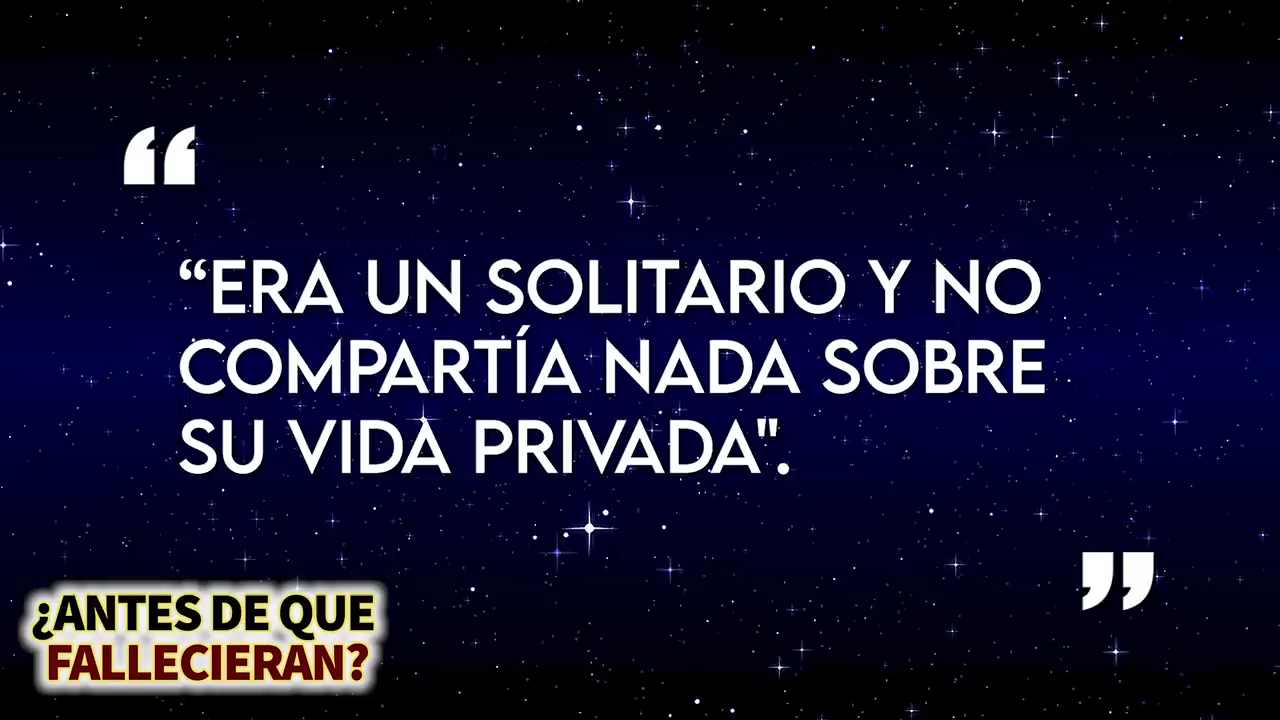 “
“ERA UN SOLITARIO Y NO
COMPARTÍA NADA SOBRE
SU VIDA PRIVADA".
”
¿ANTES DE QUE
FALLECIERAN?